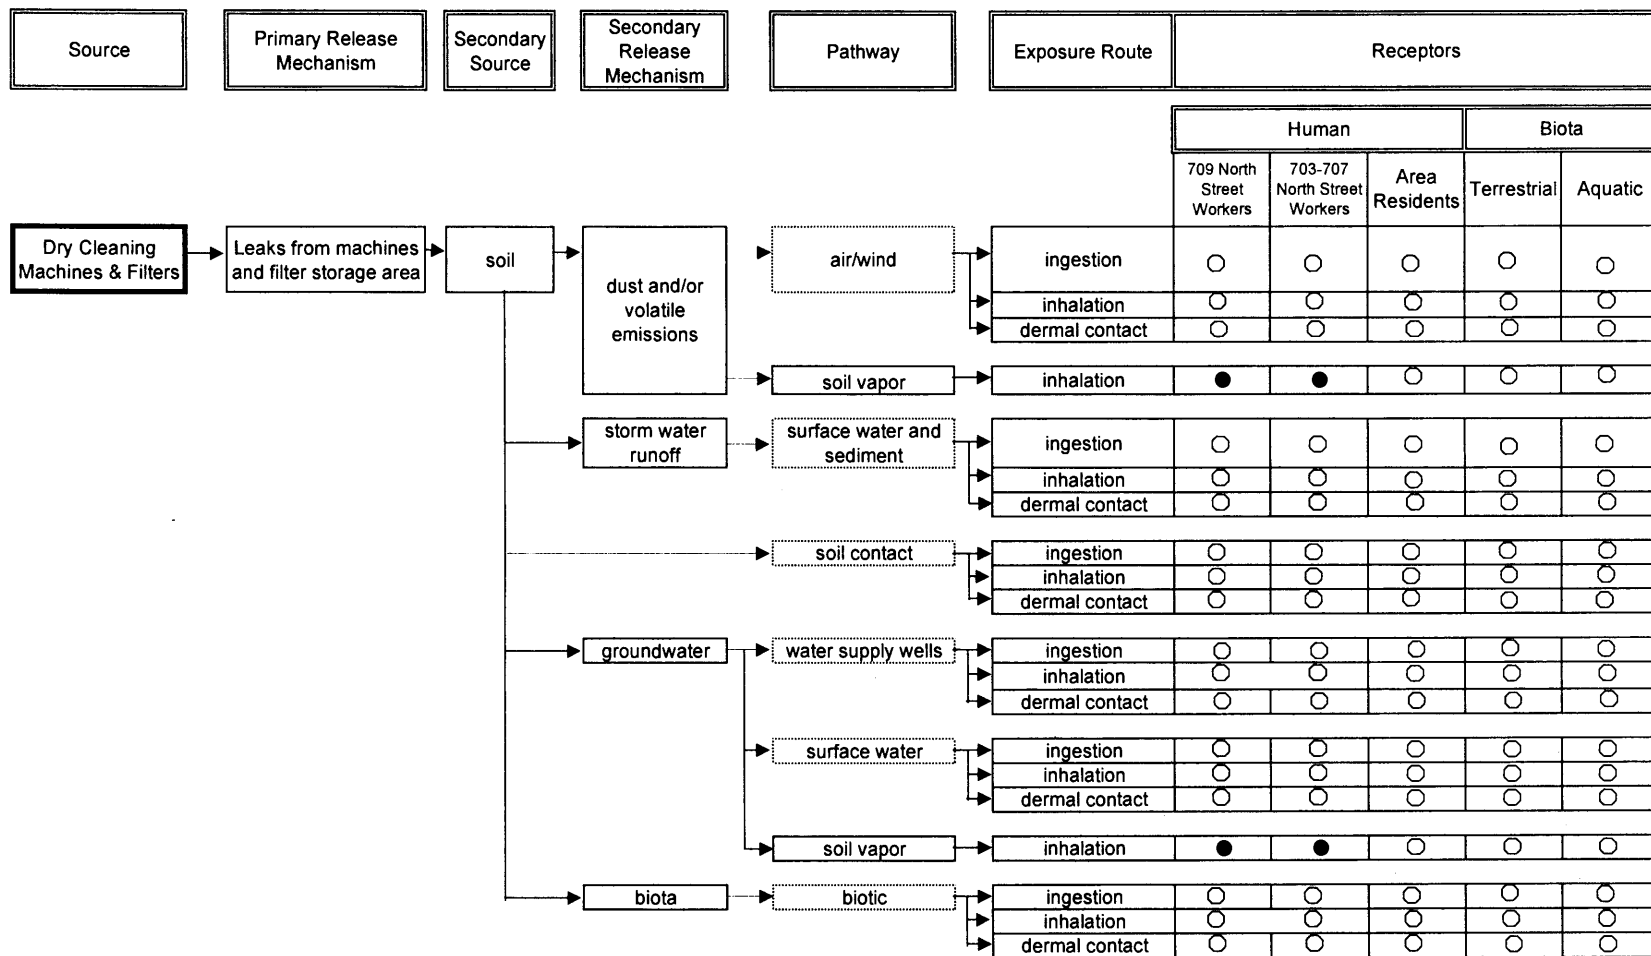 Source
Primary Release
Mechanism
Secondary
Source
Secondary
Release
Mechanism
Pathway
Exposure Route
Receptors
Human
Biota
709 North
Street
Workers
703-707
North Street
Workers
Area
Residents
Terrestrial
Aquatic
Dry Cleaning
Machines & Filters
Leaks from machines
and filter storage area
soil
dust and/or
volatile
emissions
air/wind
ingestion
inhalation
dermal contact
soil vapor
inhalation
storm water
runoff
surface water and
sediment
ingestion
inhalation
dermal contact
soil contact
ingestion
inhalation
dermal contact
groundwater
water supply wells
ingestion
inhalation
dermal contact
surface water
ingestion
inhalation
dermal contact
soil vapor
inhalation
biota
biotic
ingestion
inhalation
dermal contact